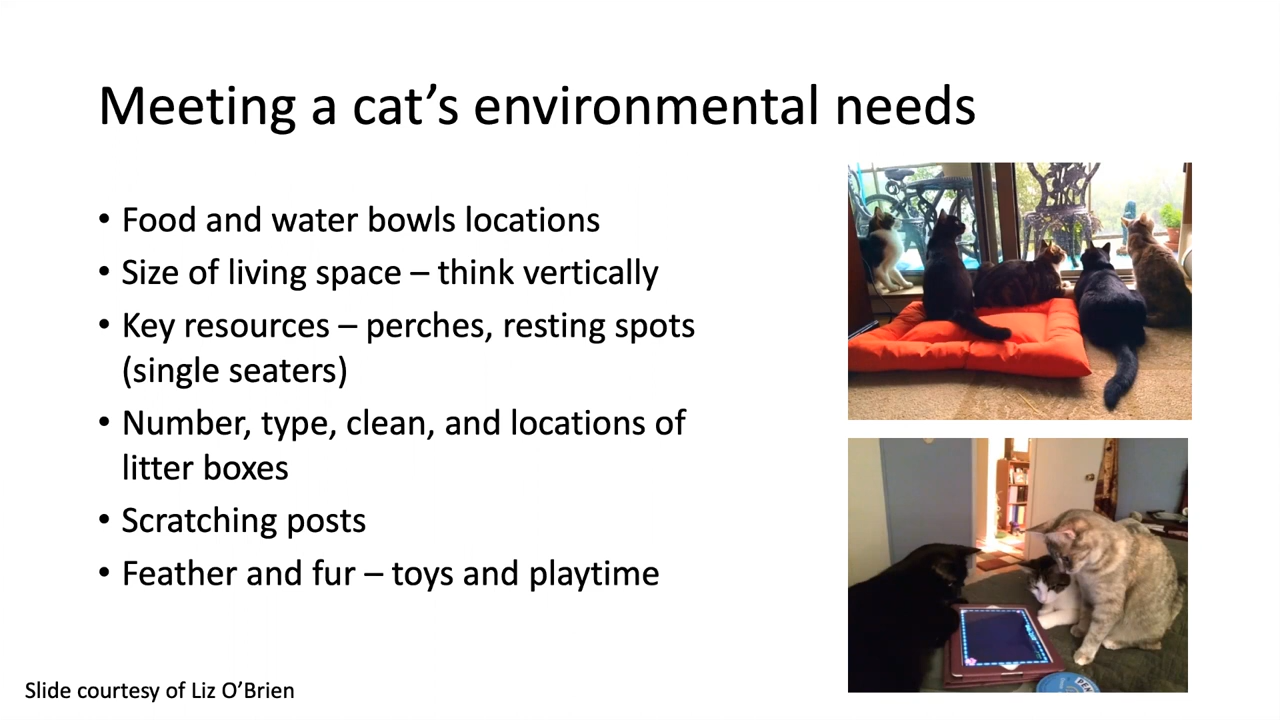 Meeting a cat’s environmental needs
• Food and water bowls locations
• Size of living space – think vertically
• Key resources – perches, resting spots
(single seaters)
• Number, type, clean, and locations of
litter boxes
• Scratching posts
• Feather and fur – toys and playtime
Slide courtesy of Liz O’Brien